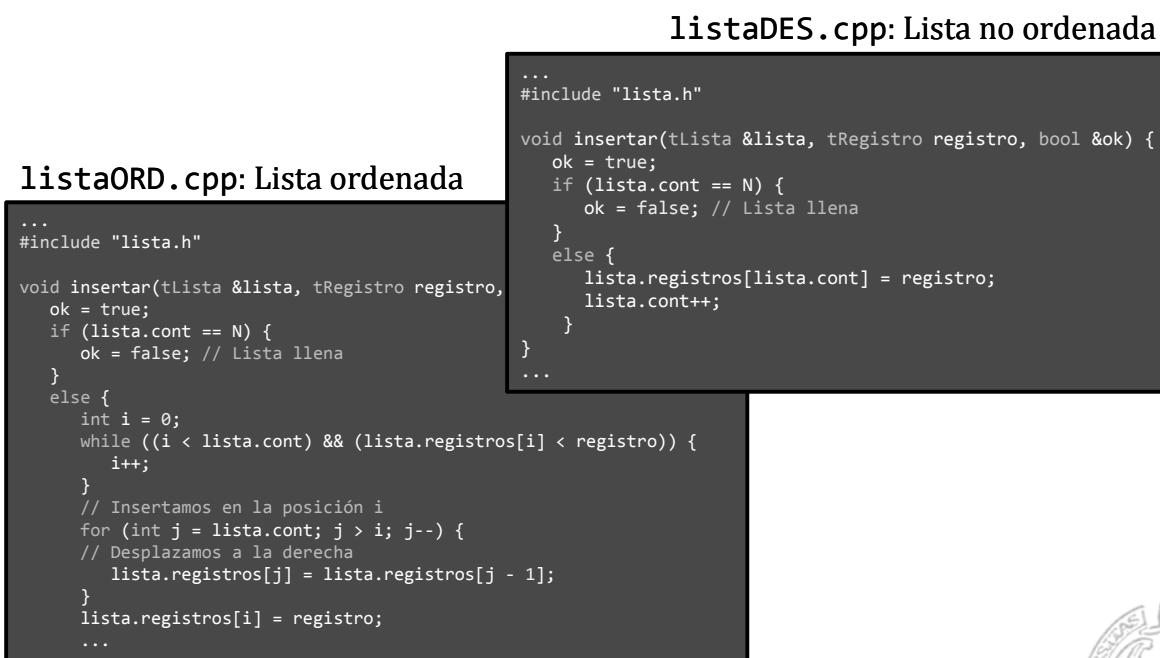 listaDES.cpp: Lista no ordenada
...
#include "lista.h"
void insertar(tLista &lista, tRegistro registro, bool &ok) {
   ok = true;
   if (lista.cont == N) {
      ok = false; // Lista llena
   }
   else {
      lista.registros[lista.cont] = registro;
      lista.cont++;
    }
}
...
listaORD.cpp: Lista ordenada
...
#include "lista.h"
void insertar(tLista &lista, tRegistro registro,
   ok = true;
   if (lista.cont == N) {
      ok = false; // Lista llena
   }
   else {
      int i = 0;
      while ((i < lista.cont) && (lista.registros[i] < registro)) {
         i++;
      }
      // Insertamos en la posición i
      for (int j = lista.cont; j > i; j--) {
      // Desplazamos a la derecha
         lista.registros[j] = lista.registros[j - 1];
      }
      lista.registros[i] = registro;
      ...